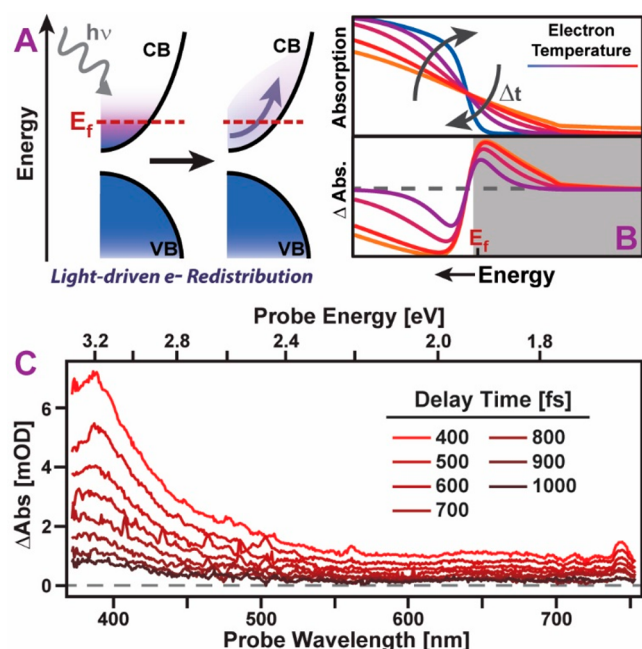 A
hν
CB
CB
Energy
E_f
VB
VB
Light-driven e- Redistribution
Absorption
Electron
Temperature
Δt
Δ Abs.
E_f
B
Energy
Probe Energy [eV]
3.2 2.8 2.4 2.0 1.8
C
Delay Time [fs]
400 800
500 900
600 1000
700
ΔAbs [mOD]
6
4
2
0
400 500 600 700
Probe Wavelength [nm]